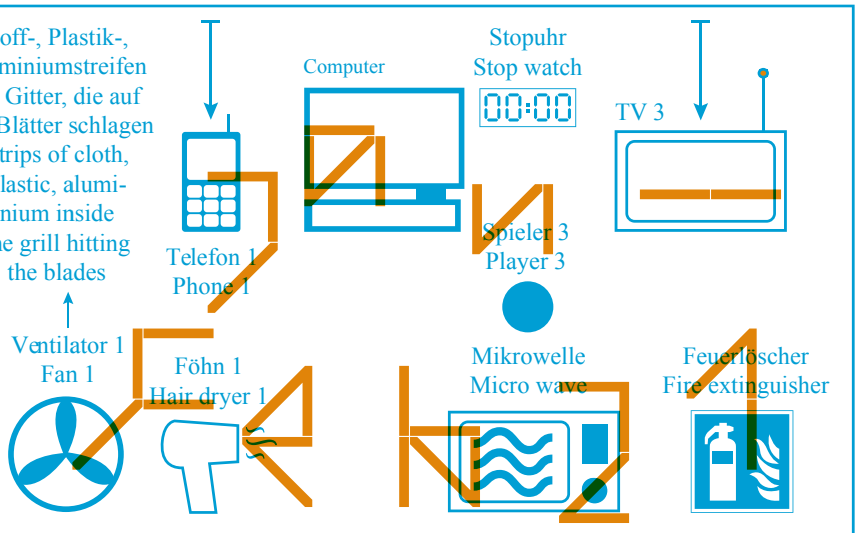 off-, Plastik-,
miniumstreifen
Gitter, die auf
Blätter schlagen
trips of cloth,
lastic, alumi-
nium inside
e grill hitting
the blades
Ventilator 1
Fan 1
Telefon 1
Phone 1
Föhn 1
Hair dryer 1
Computer
Stopuhr
Stop watch
00:00
Spieler 3
Player 3
Mikrowelle
Micro wave
TV 3
Feuerlöscher
Fire extinguisher